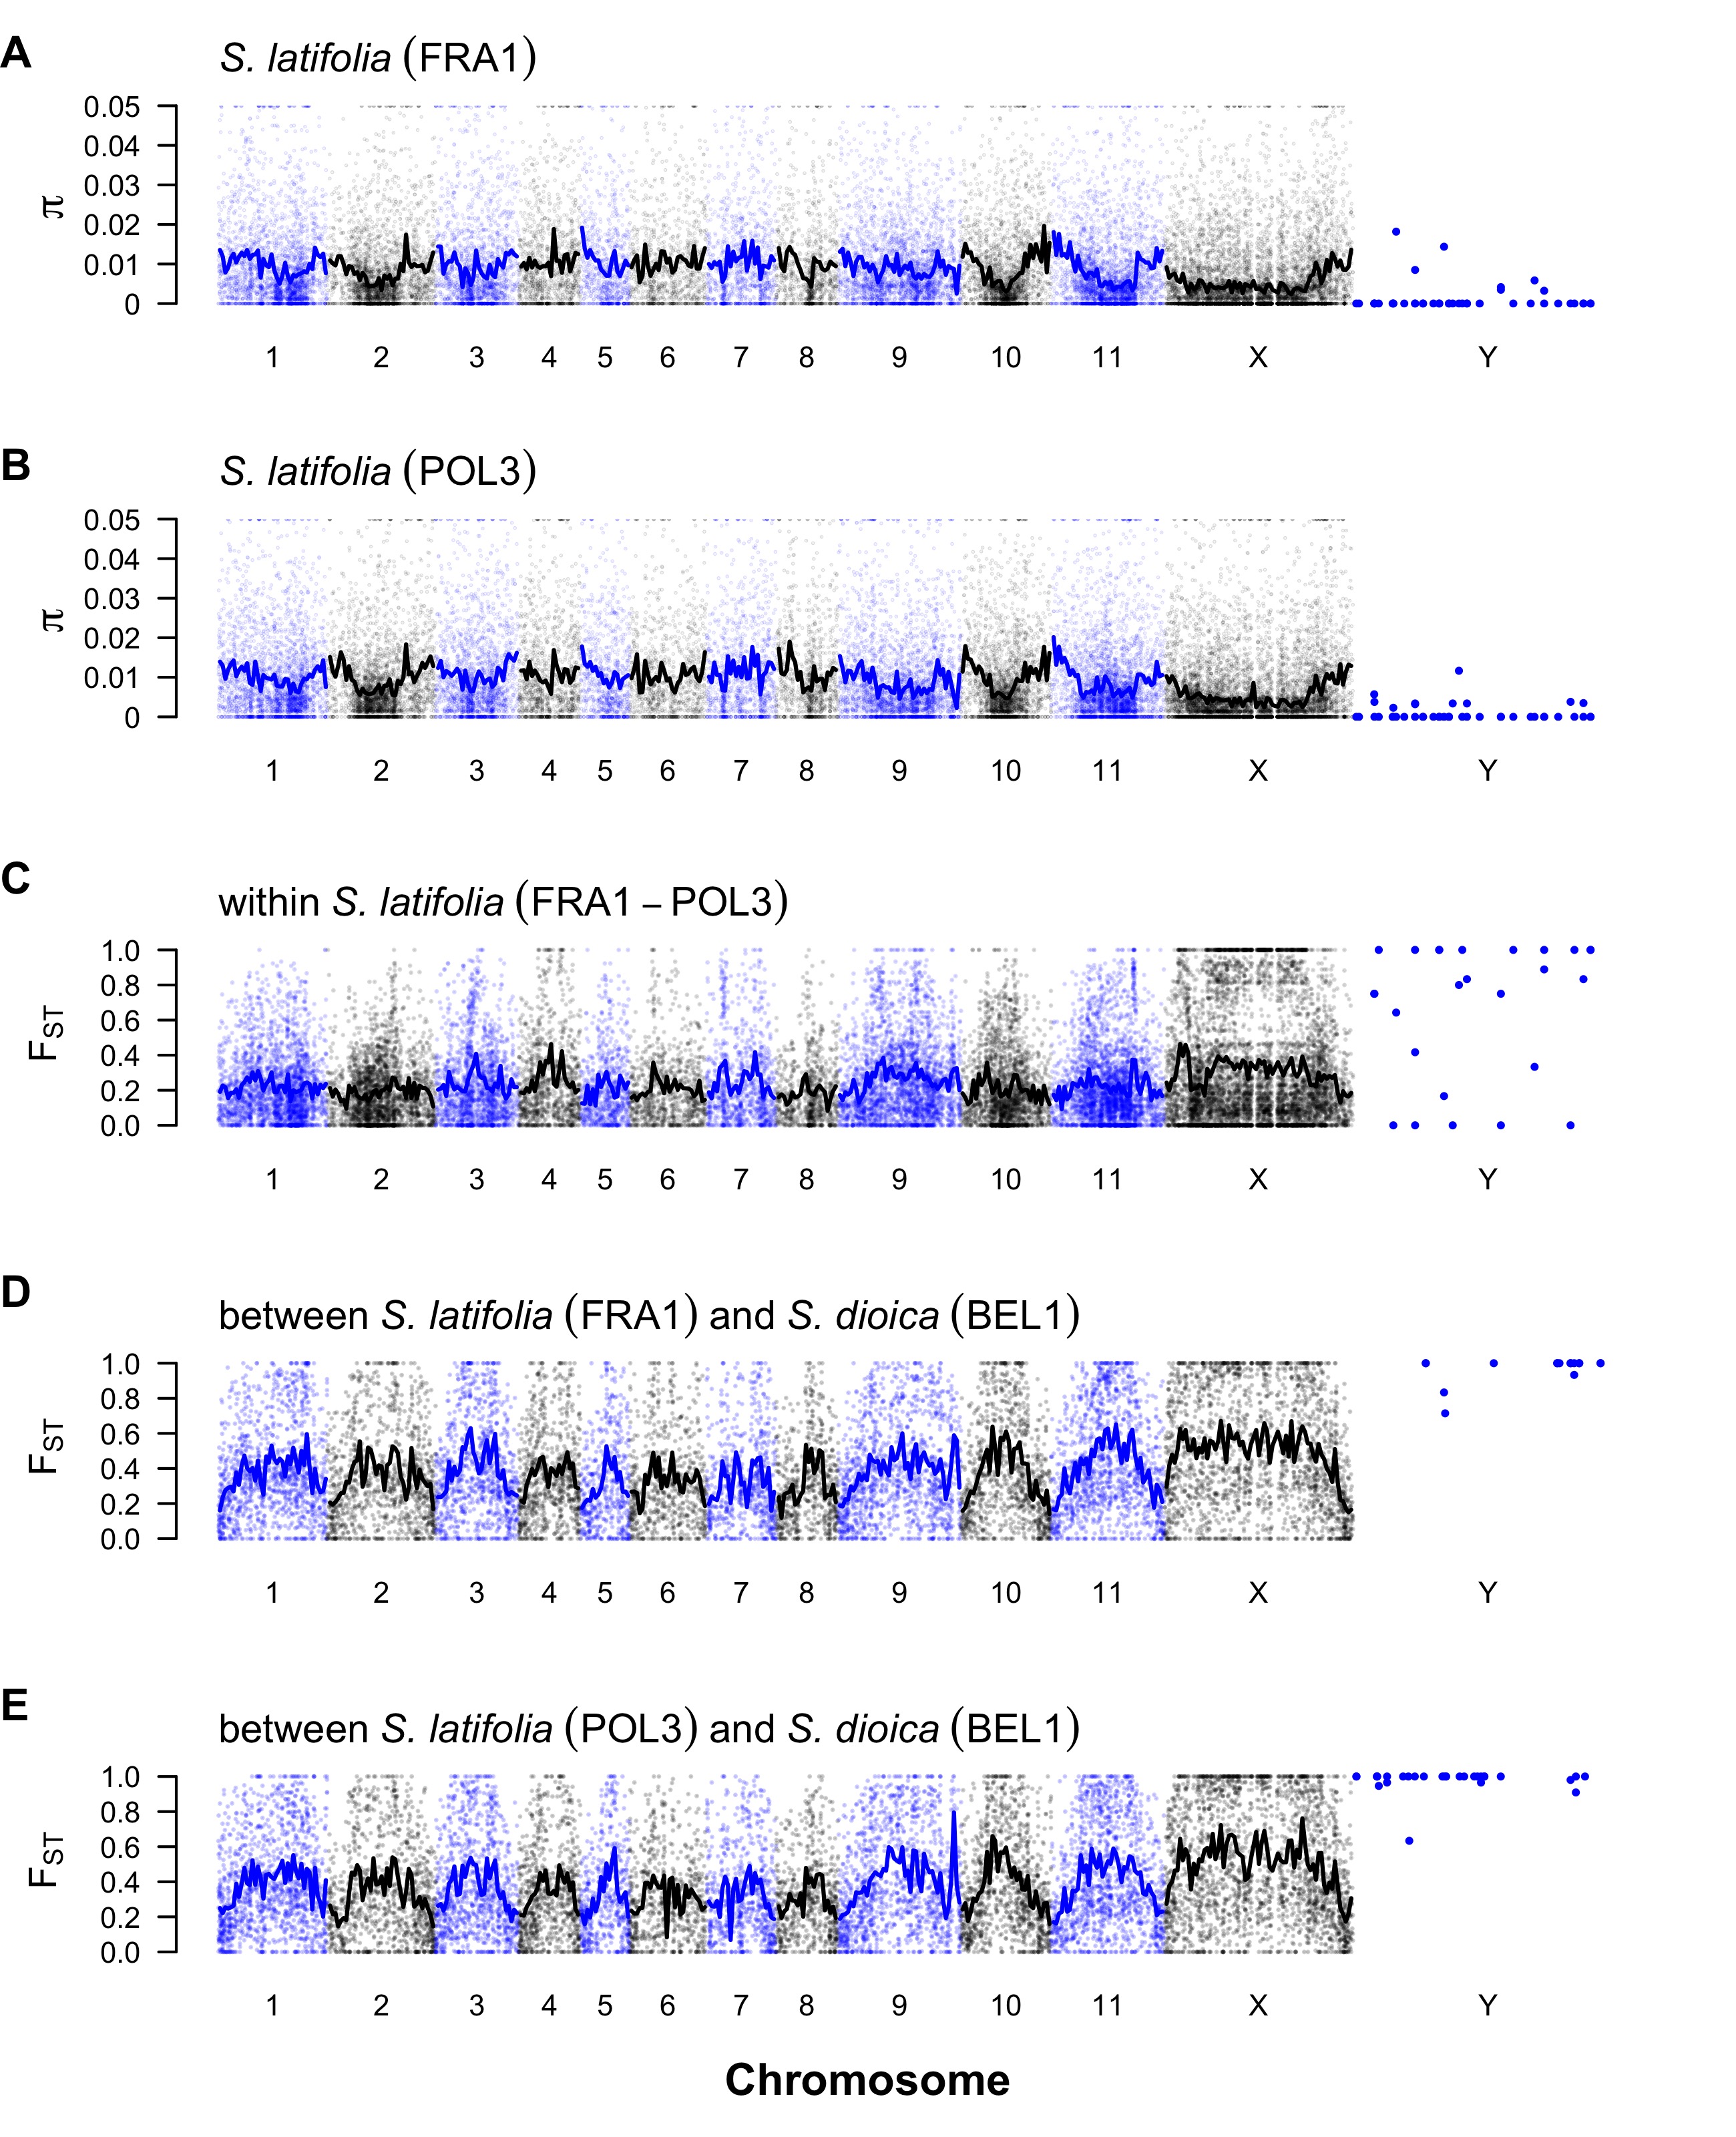 A
S. latifolia (FRA1)
0.05
0.04
0.03
0.02
0.01
0
π
1 2 3 4 5 6 7 8 9 10 11 X Y
B
S. latifolia (POL3)
0.05
0.04
0.03
0.02
0.01
0
π
1 2 3 4 5 6 7 8 9 10 11 X Y
C
within S. latifolia (FRA1 – POL3)
1.0
0.8
0.6
0.4
0.2
0.0
FST
1 2 3 4 5 6 7 8 9 10 11 X Y
D
between S. latifolia (FRA1) and S. dioica (BEL1)
1.0
0.8
0.6
0.4
0.2
0.0
FST
1 2 3 4 5 6 7 8 9 10 11 X Y
E
between S. latifolia (POL3) and S. dioica (BEL1)
1.0
0.8
0.6
0.4
0.2
0.0
FST
1 2 3 4 5 6 7 8 9 10 11 X Y
Chromosome